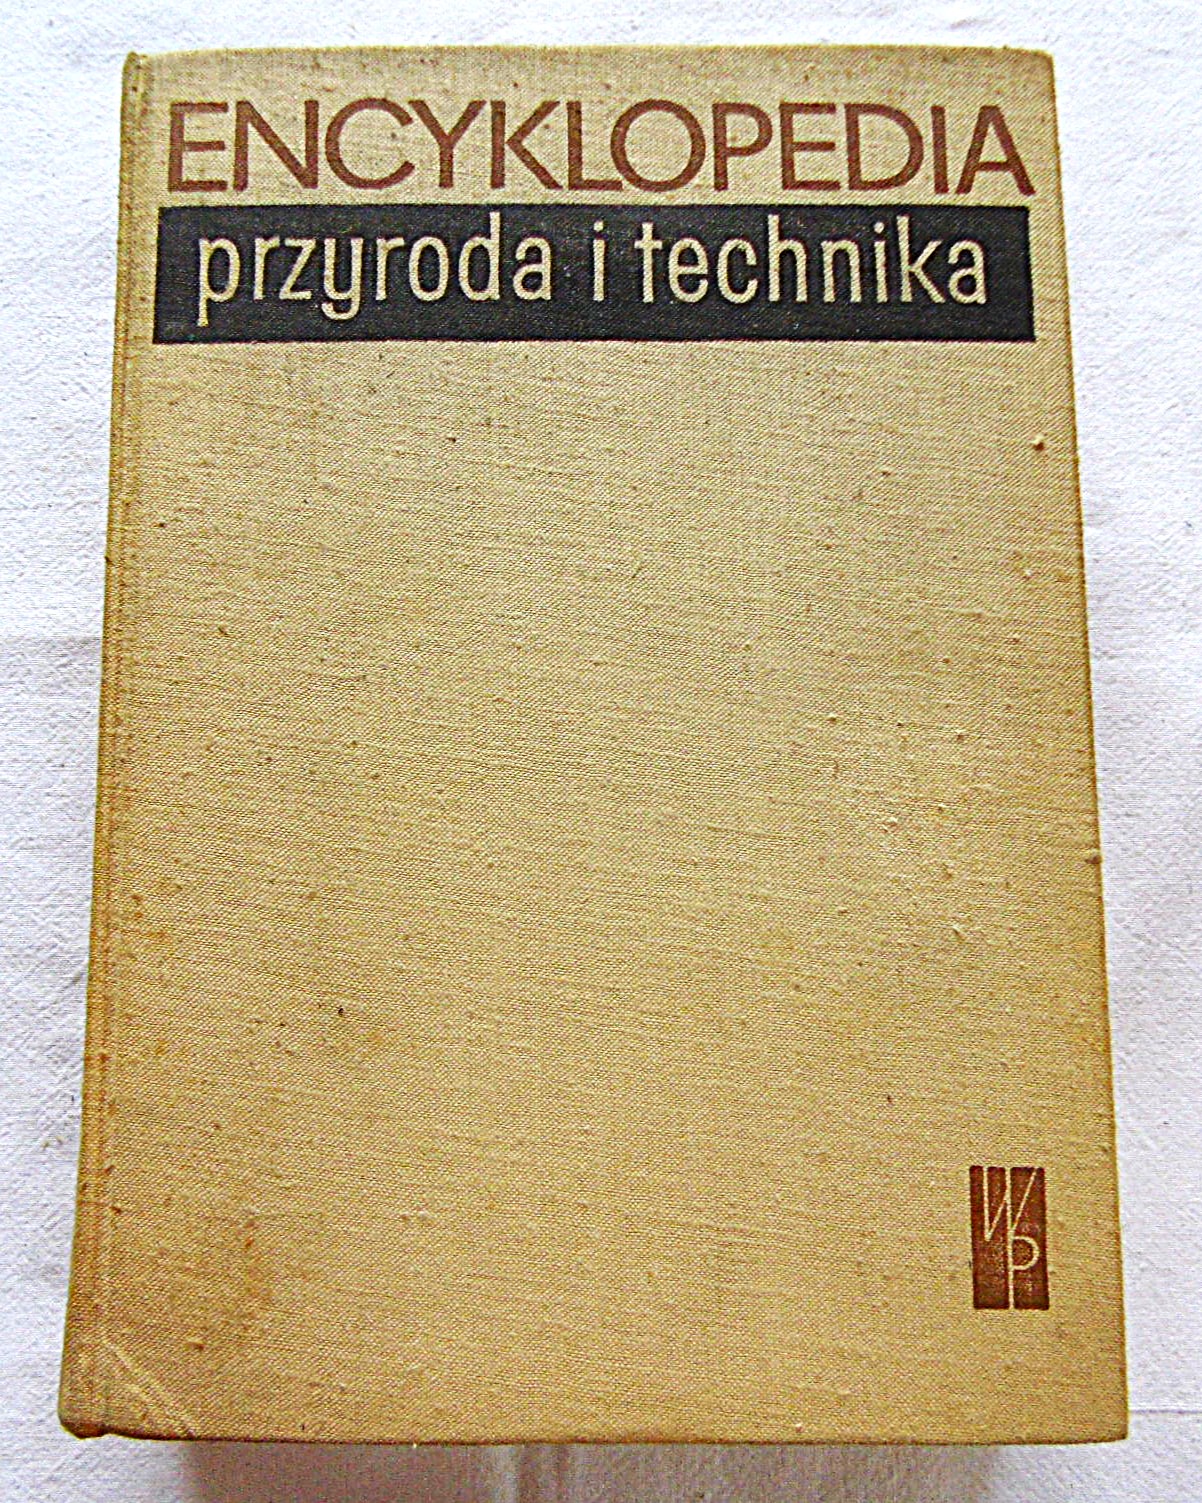 ENCYKLOPEDIA
przyroda i technika
WP